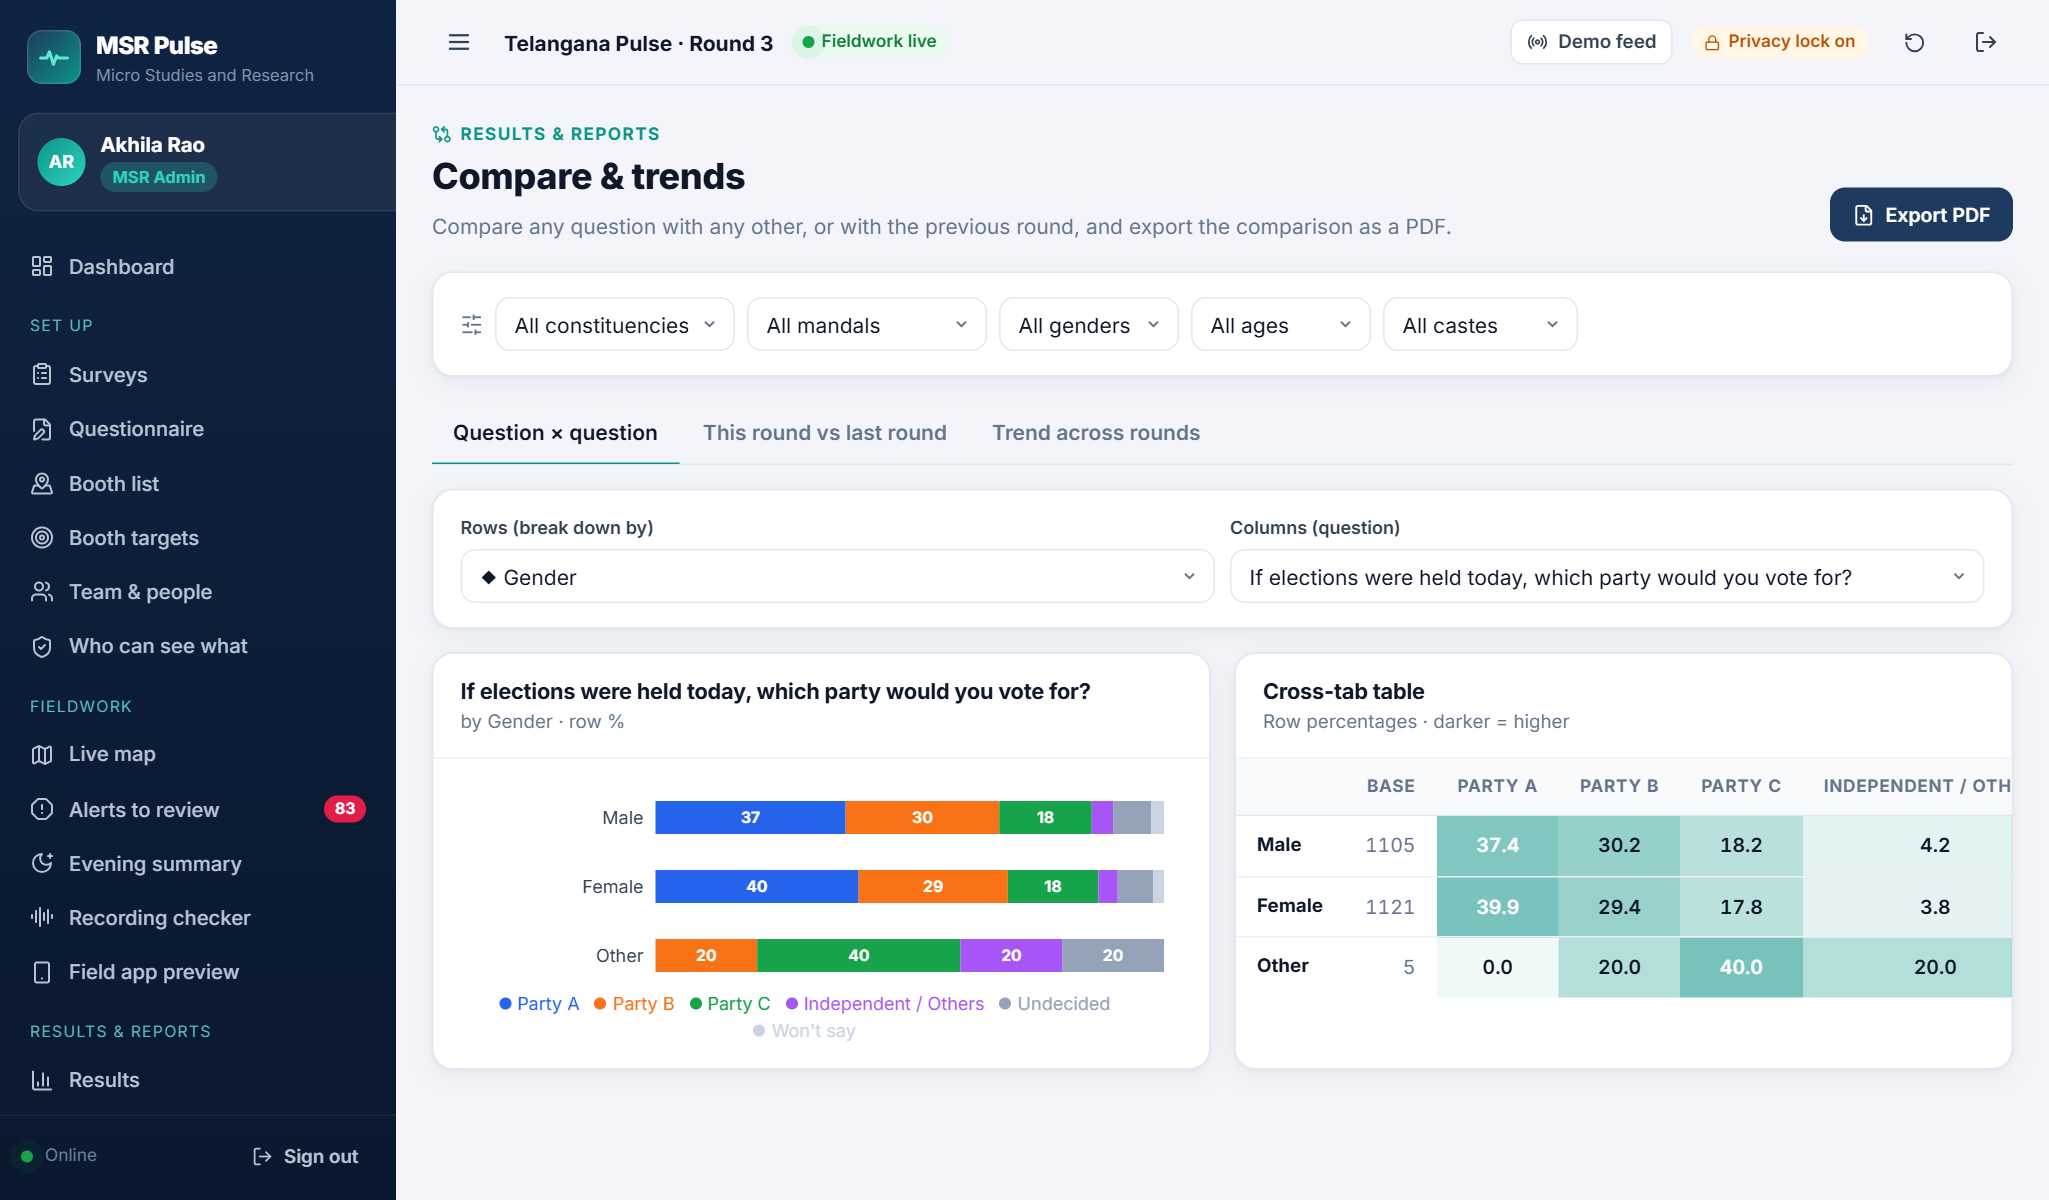 MSR Pulse
Micro Studies and Research
AR
Akhila Rao
MSR Admin
Dashboard
SET UP
Surveys
Questionnaire
Booth list
Booth targets
Team & people
Who can see what
FIELDWORK
Live map
Alerts to review 83
Evening summary
Recording checker
Field app preview
RESULTS & REPORTS
Results
Online
Sign out
Telangana Pulse · Round 3
Fieldwork live
Demo feed
Privacy lock on
RESULTS & REPORTS
Compare & trends
Compare any question with any other, or with the previous round, and export the comparison as a PDF.
Export PDF
All constituencies
All mandals
All genders
All ages
All castes
Question × question
This round vs last round
Trend across rounds
Rows (break down by)
◆ Gender
Columns (question)
If elections were held today, which party would you vote for?
If elections were held today, which party would you vote for?
by Gender · row %
Male 37 30 18
Female 40 29 18
Other 20 40 20 20
Party A Party B Party C Independent / Others Undecided
Won't say
Cross-tab table
Row percentages · darker = higher
BASE PARTY A PARTY B PARTY C INDEPENDENT / OTH
Male 1105 37.4 30.2 18.2 4.2
Female 1121 39.9 29.4 17.8 3.8
Other 5 0.0 20.0 40.0 20.0